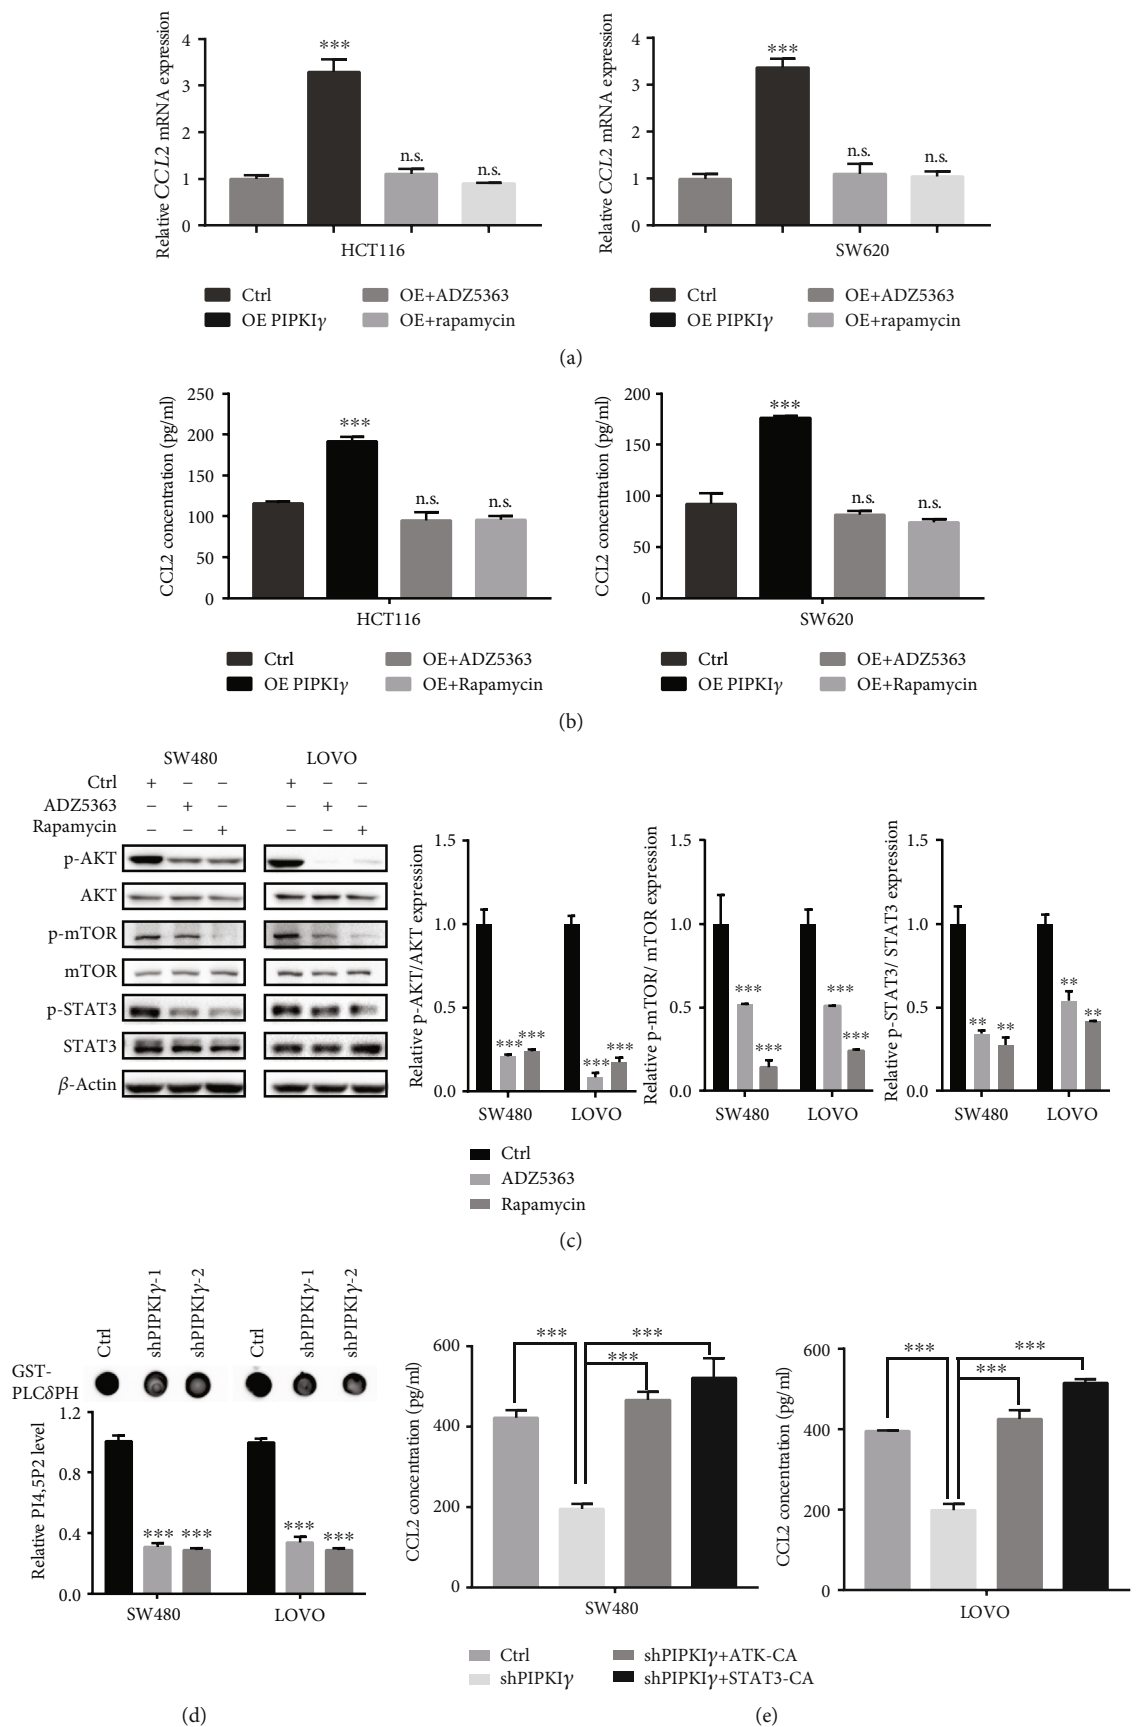 Relative CCL2 mRNA expression
4
3
2
1
0
***
n.s.
n.s.
HCT116
Ctrl
OE+ADZ5363
OE PIPKIγ
OE+rapamycin
Relative CCL2 mRNA expression
4
3
2
1
0
***
n.s.
n.s.
SW620
Ctrl
OE+ADZ5363
OE PIPKIγ
OE+rapamycin
(a)
CCL2 concentration (pg/ml)
250
200
150
100
50
0
***
n.s.
n.s.
HCT116
Ctrl
OE+ADZ5363
OE PIPKIγ
OE+Rapamycin
CCL2 concentration (pg/ml)
200
150
100
50
0
***
n.s.
n.s.
SW620
Ctrl
OE+ADZ5363
OE PIPKIγ
OE+Rapamycin
(b)
SW480 LOVO
Ctrl + − − + − −
ADZ5363 − + − − + −
Rapamycin − − + − − +
p-AKT
AKT
p-mTOR
mTOR
p-STAT3
STAT3
β-Actin
Relative p-AKT/AKT expression
1.5
1.0
0.5
0.0
*** *** *** ***
SW480 LOVO
Relative p-mTOR/ mTOR expression
1.5
1.0
0.5
0.0
*** *** *** ***
SW480 LOVO
Relative p-STAT3/ STAT3 expression
1.5
1.0
0.5
0.0
** ** ** **
SW480 LOVO
Ctrl
ADZ5363
Rapamycin
(c)
Ctrl
shPIPKIγ-1
shPIPKIγ-2
Ctrl
shPIPKIγ-1
shPIPKIγ-2
GST-
PLCδPH
Relative PI4,5P2 level
1.2
0.8
0.4
0.0
*** *** *** ***
SW480 LOVO
(d)
CCL2 concentration (pg/ml)
600
400
200
0
*** *** ***
SW480
CCL2 concentration (pg/ml)
600
400
200
0
*** *** ***
LOVO
Ctrl
shPIPKIγ+ATK-CA
shPIPKIγ
shPIPKIγ+STAT3-CA
(e)